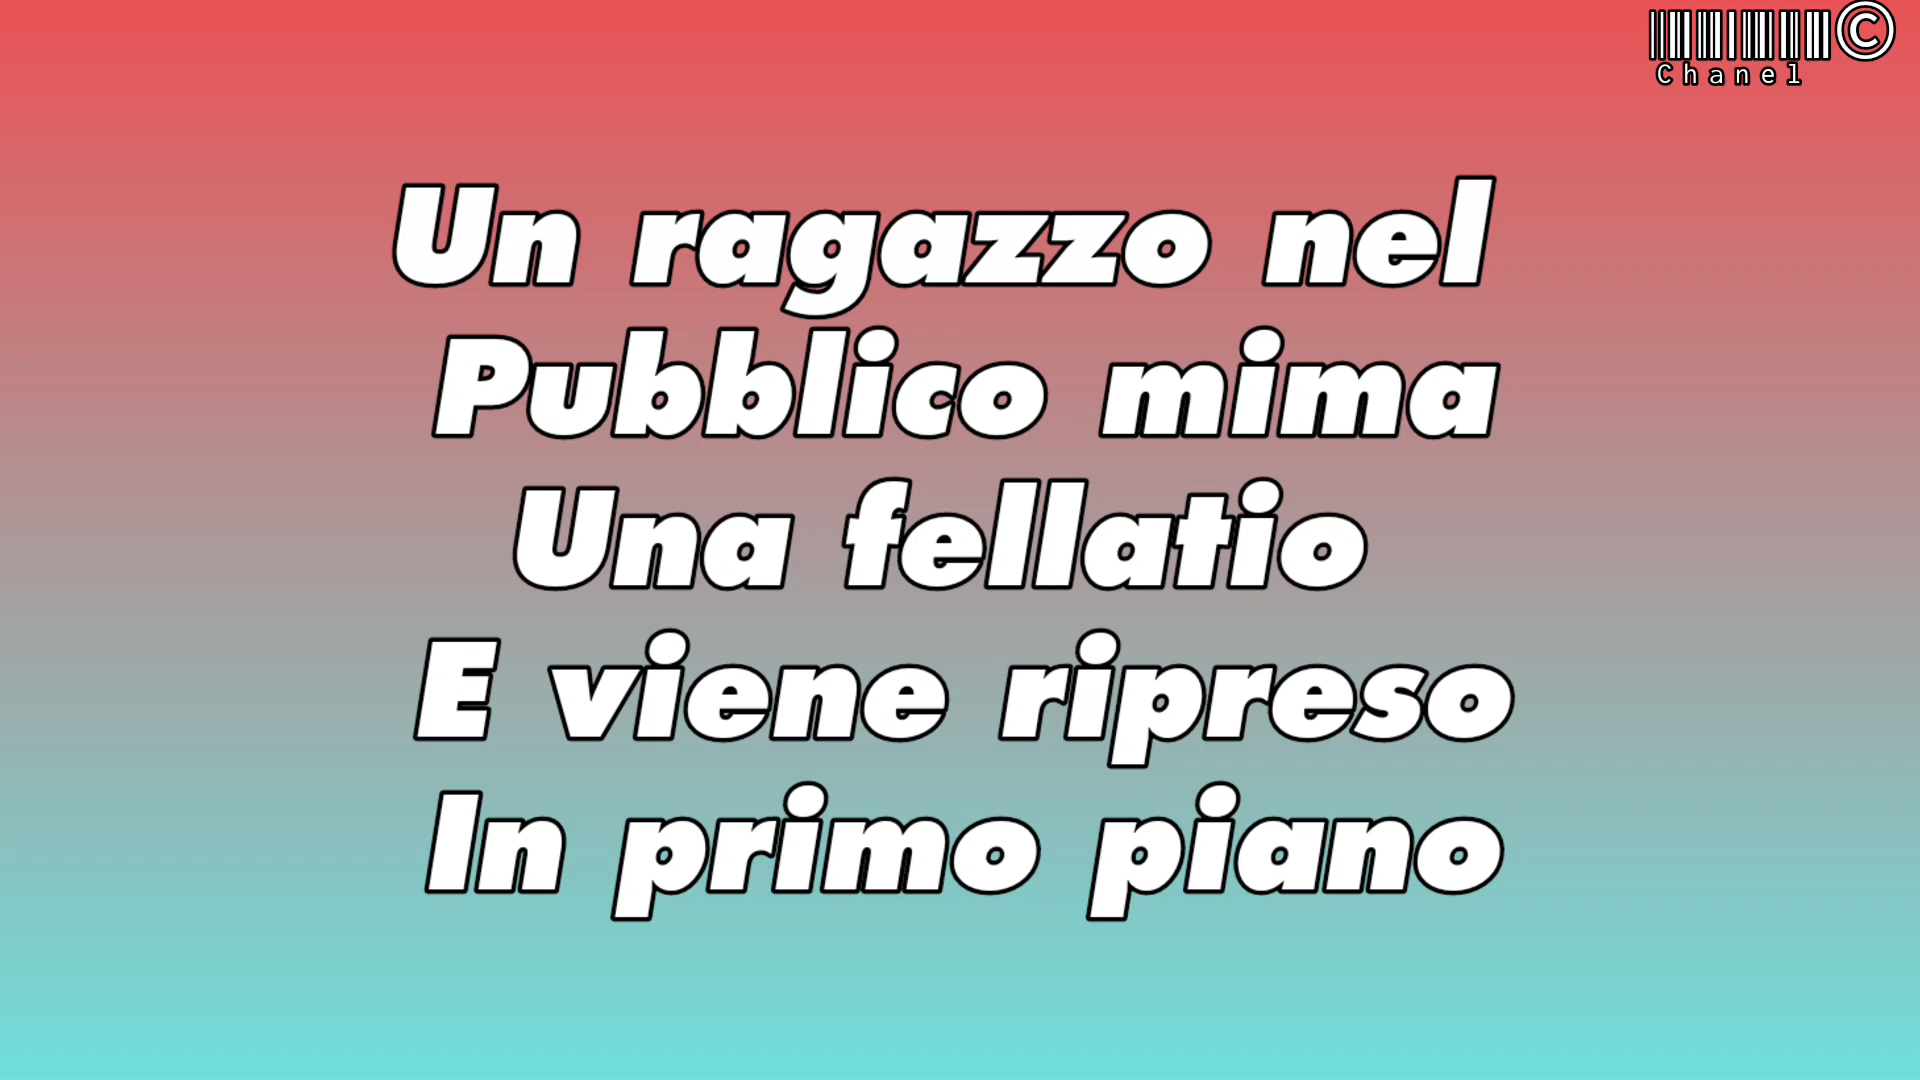 ©
Chanel
Un ragazzo nel
Pubblico mima
Una fellatio
E viene ripreso
In primo piano